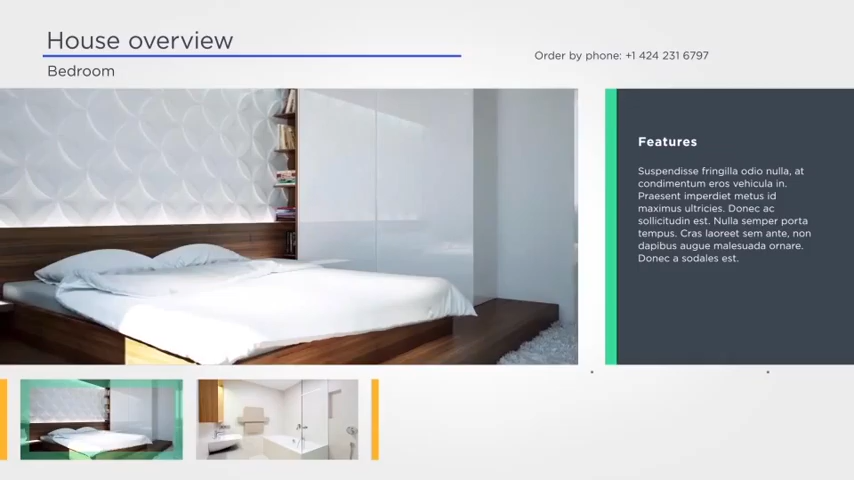 House overview
Order by phone: +1 424 231 6797
Bedroom
Features
Suspendisse fringilla odio nulla, at
condimentum eros vehicula in.
Praesent imperdiet metus id
maximus ultricies. Donec ac
sollicitudin est. Nulla semper porta
tempus. Cras laoreet sem ante, non
dapibus augue malesuada ornare.
Donec a sodales est.